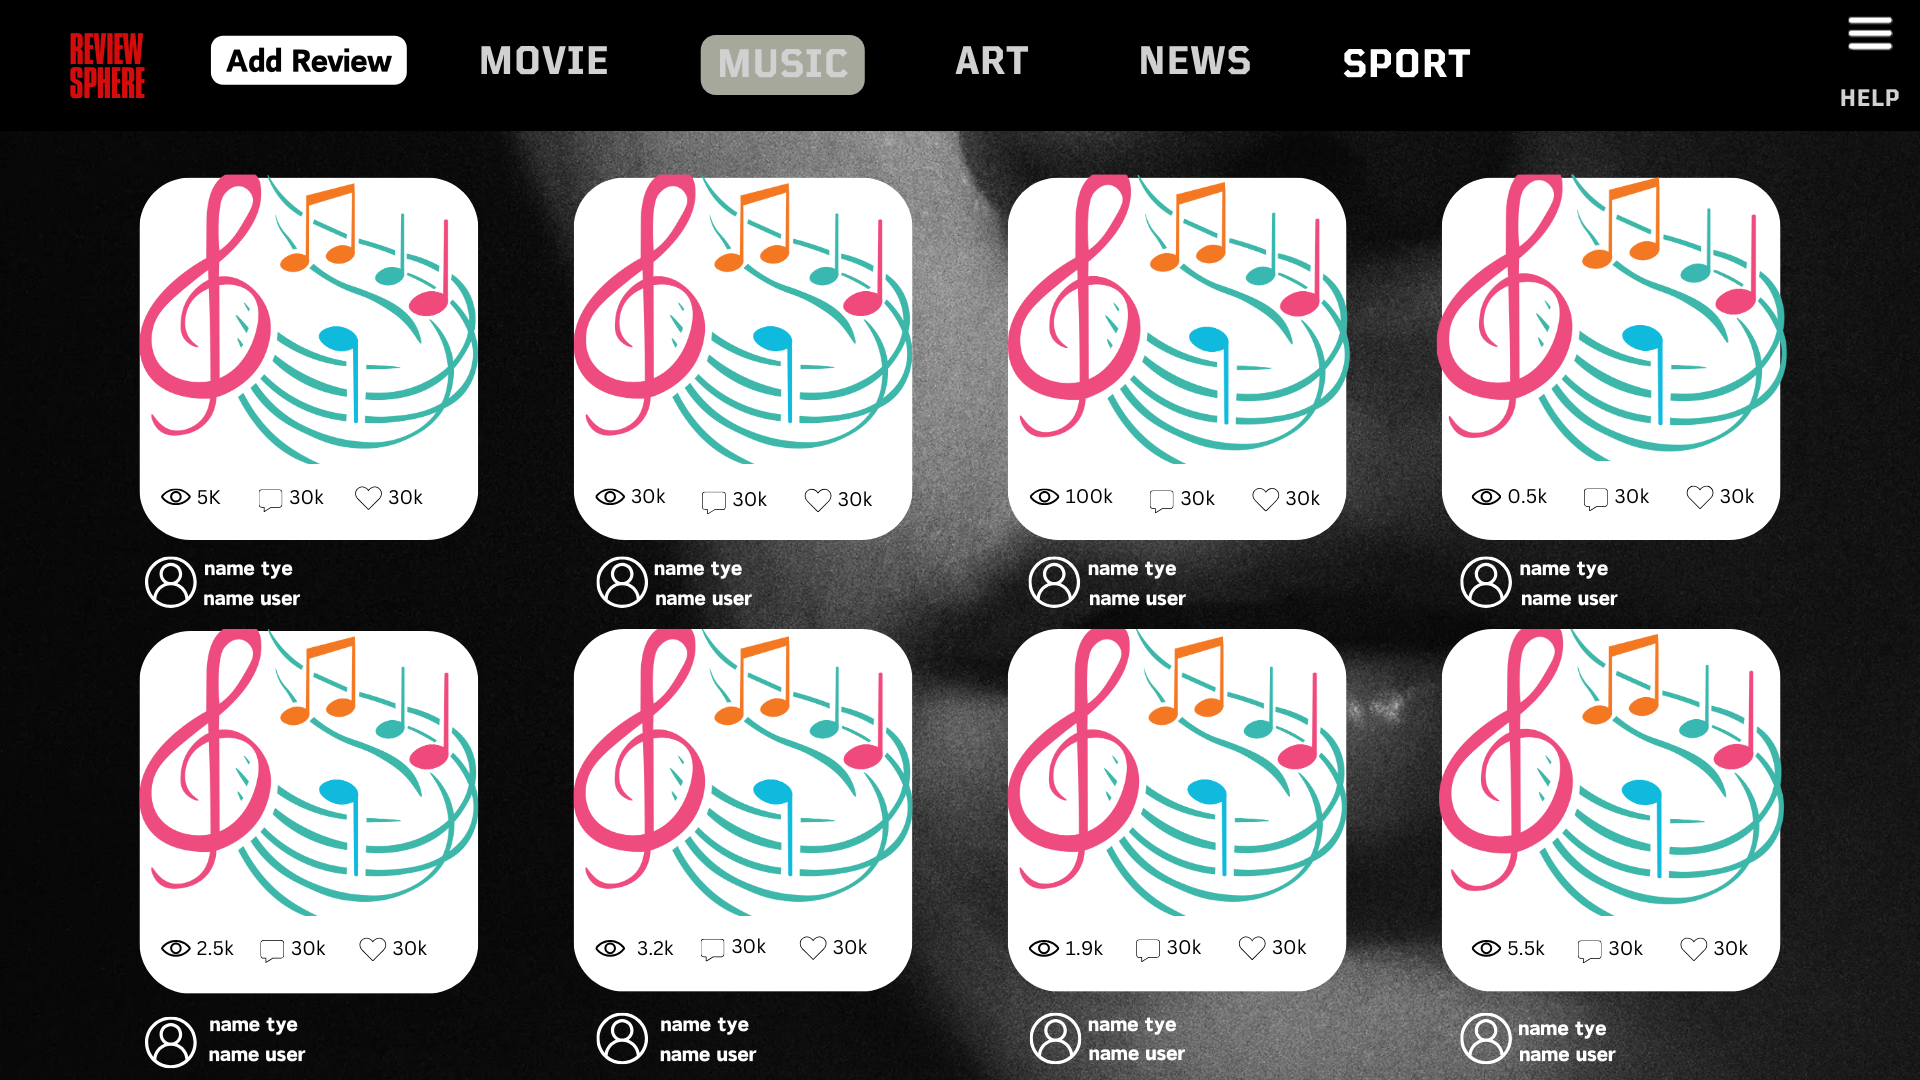 REVIEW
SPHERE
Add Review
MOVIE
MUSIC
ART
NEWS
SPORT
HELP
5K
30k
30k
30k
30k
30k
100k
30k
30k
0.5k
30k
30k
name tye
name user
name tye
name user
name tye
name user
name tye
name user
2.5k
30k
30k
3.2k
30k
30k
1.9k
30k
30k
5.5k
30k
30k
name tye
name user
name tye
name user
name tye
name user
name tye
name user